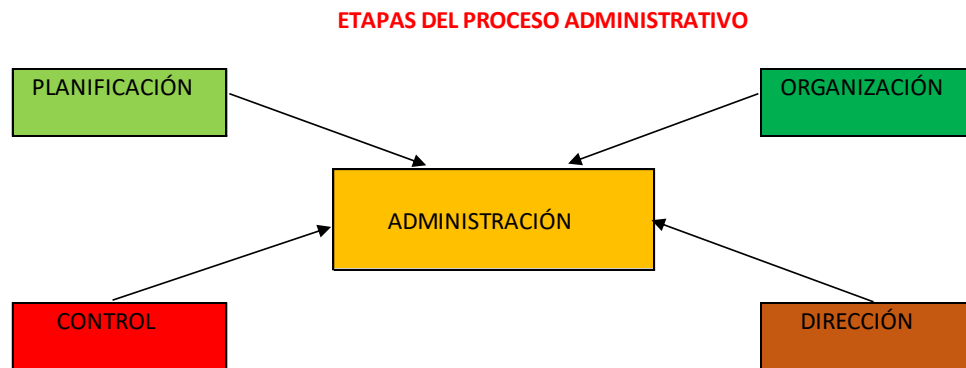 ETAPAS DEL PROCESO ADMINISTRATIVO
PLANIFICACIÓN
ORGANIZACIÓN
ADMINISTRACIÓN
CONTROL
DIRECCIÓN